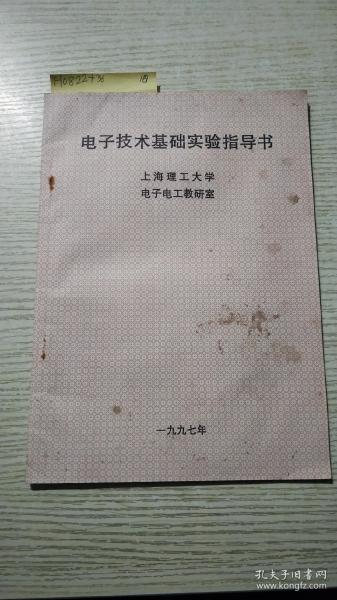 电子技术基础实验指导书
上海理工大学
电子电工教研室
一九九七年
孔夫子旧书网
www.kongfz.com